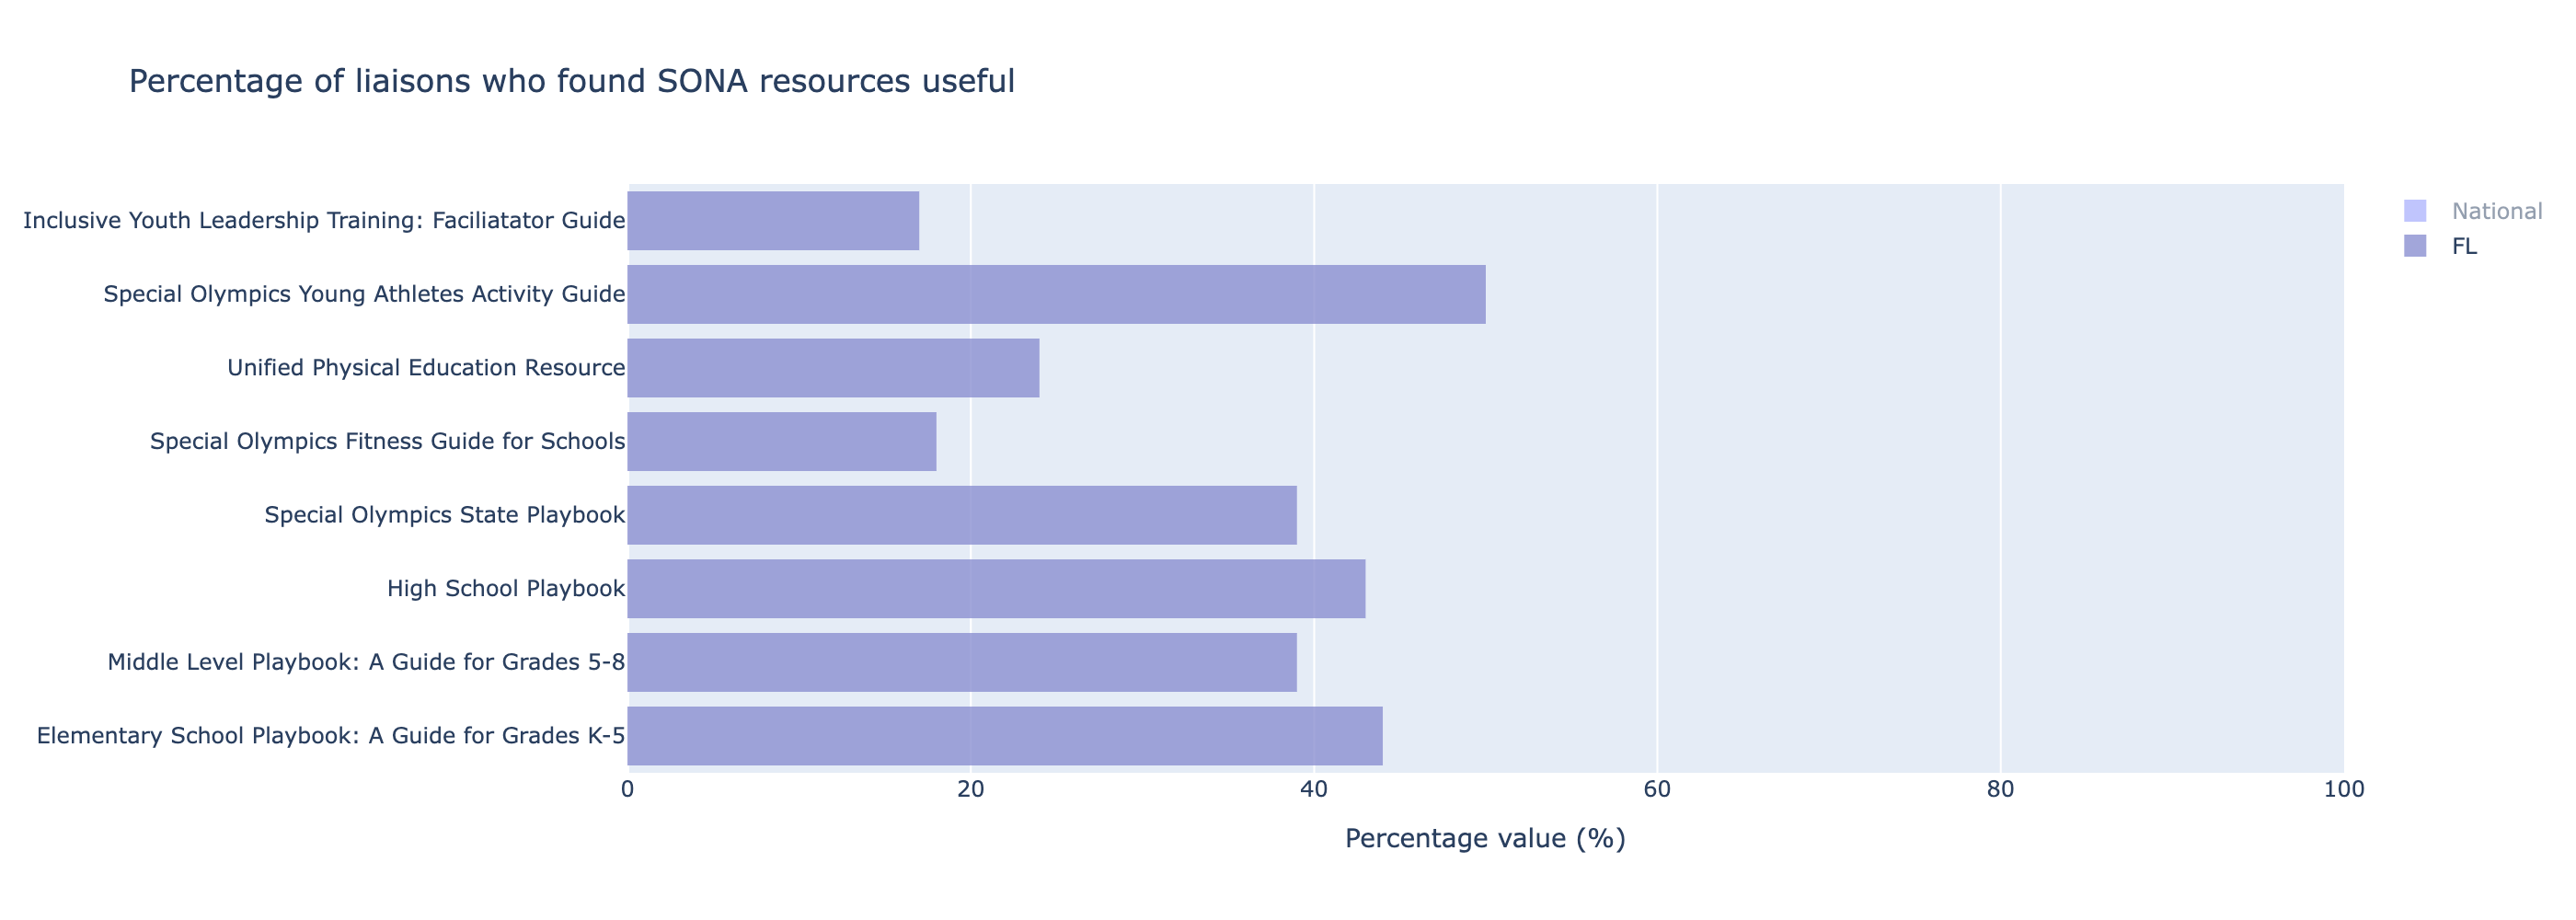 Percentage of liaisons who found SONA resources useful
Inclusive Youth Leadership Training: Faciliatator Guide
Special Olympics Young Athletes Activity Guide
Unified Physical Education Resource
Special Olympics Fitness Guide for Schools
Special Olympics State Playbook
High School Playbook
Middle Level Playbook: A Guide for Grades 5-8
Elementary School Playbook: A Guide for Grades K-5
0 20 40 60 80 100
Percentage value (%)
National
FL